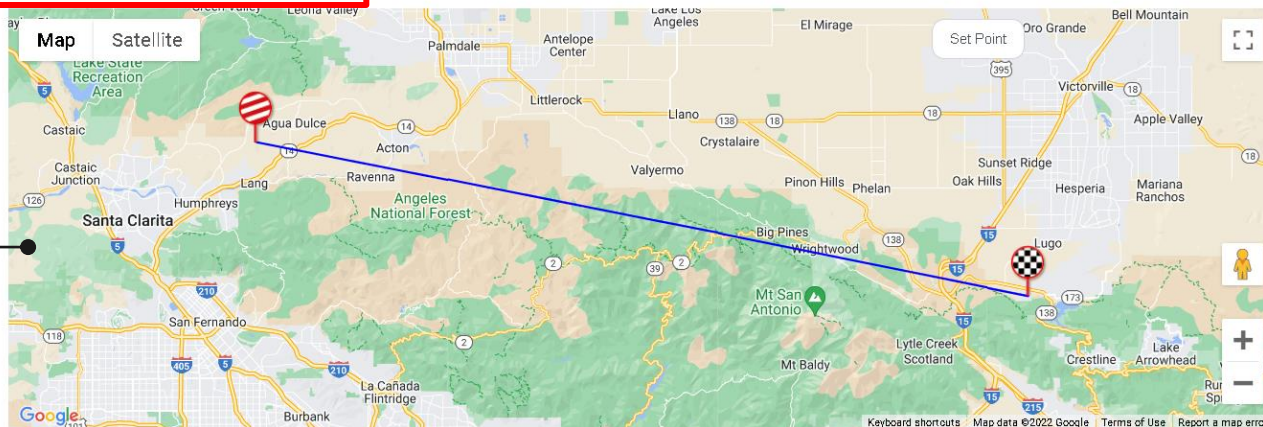 Green Valley
Leona Valley
Lake Los
Angeles
Bell Mountain
Map
Satellite
Palmdale
Antelope
Center
El Mirage
Set Point
Oro Grande
395
Lake State
Recreation
Area
5
Victorville
18
Littlerock
Llano
138
18
18
Apple Valley
Castaic
Agua Dulce
14
14
Acton
Crystalaire
18
Castaic
Junction
Lang
Ravenna
Valyermo
Sunset Ridge
Pinon Hills
Phelan
Oak Hills
Hesperia
Mariana
Ranchos
126
Humphreys
Angeles
National Forest
Santa Clarita
5
Big Pines
Wrightwood
138
15
Lugo
2
39
2
15
210
Mt San
Antonio
173
138
San Fernando
15
118
2
Lytle Creek
Scotland
405
5
210
Mt Baldy
Crestline
Lake
Arrowhead
La Cañada
Flintridge
15
215
Google
101
Burbank
Keyboard shortcuts
Map data ©2022 Google
Terms of Use
Report a map erro